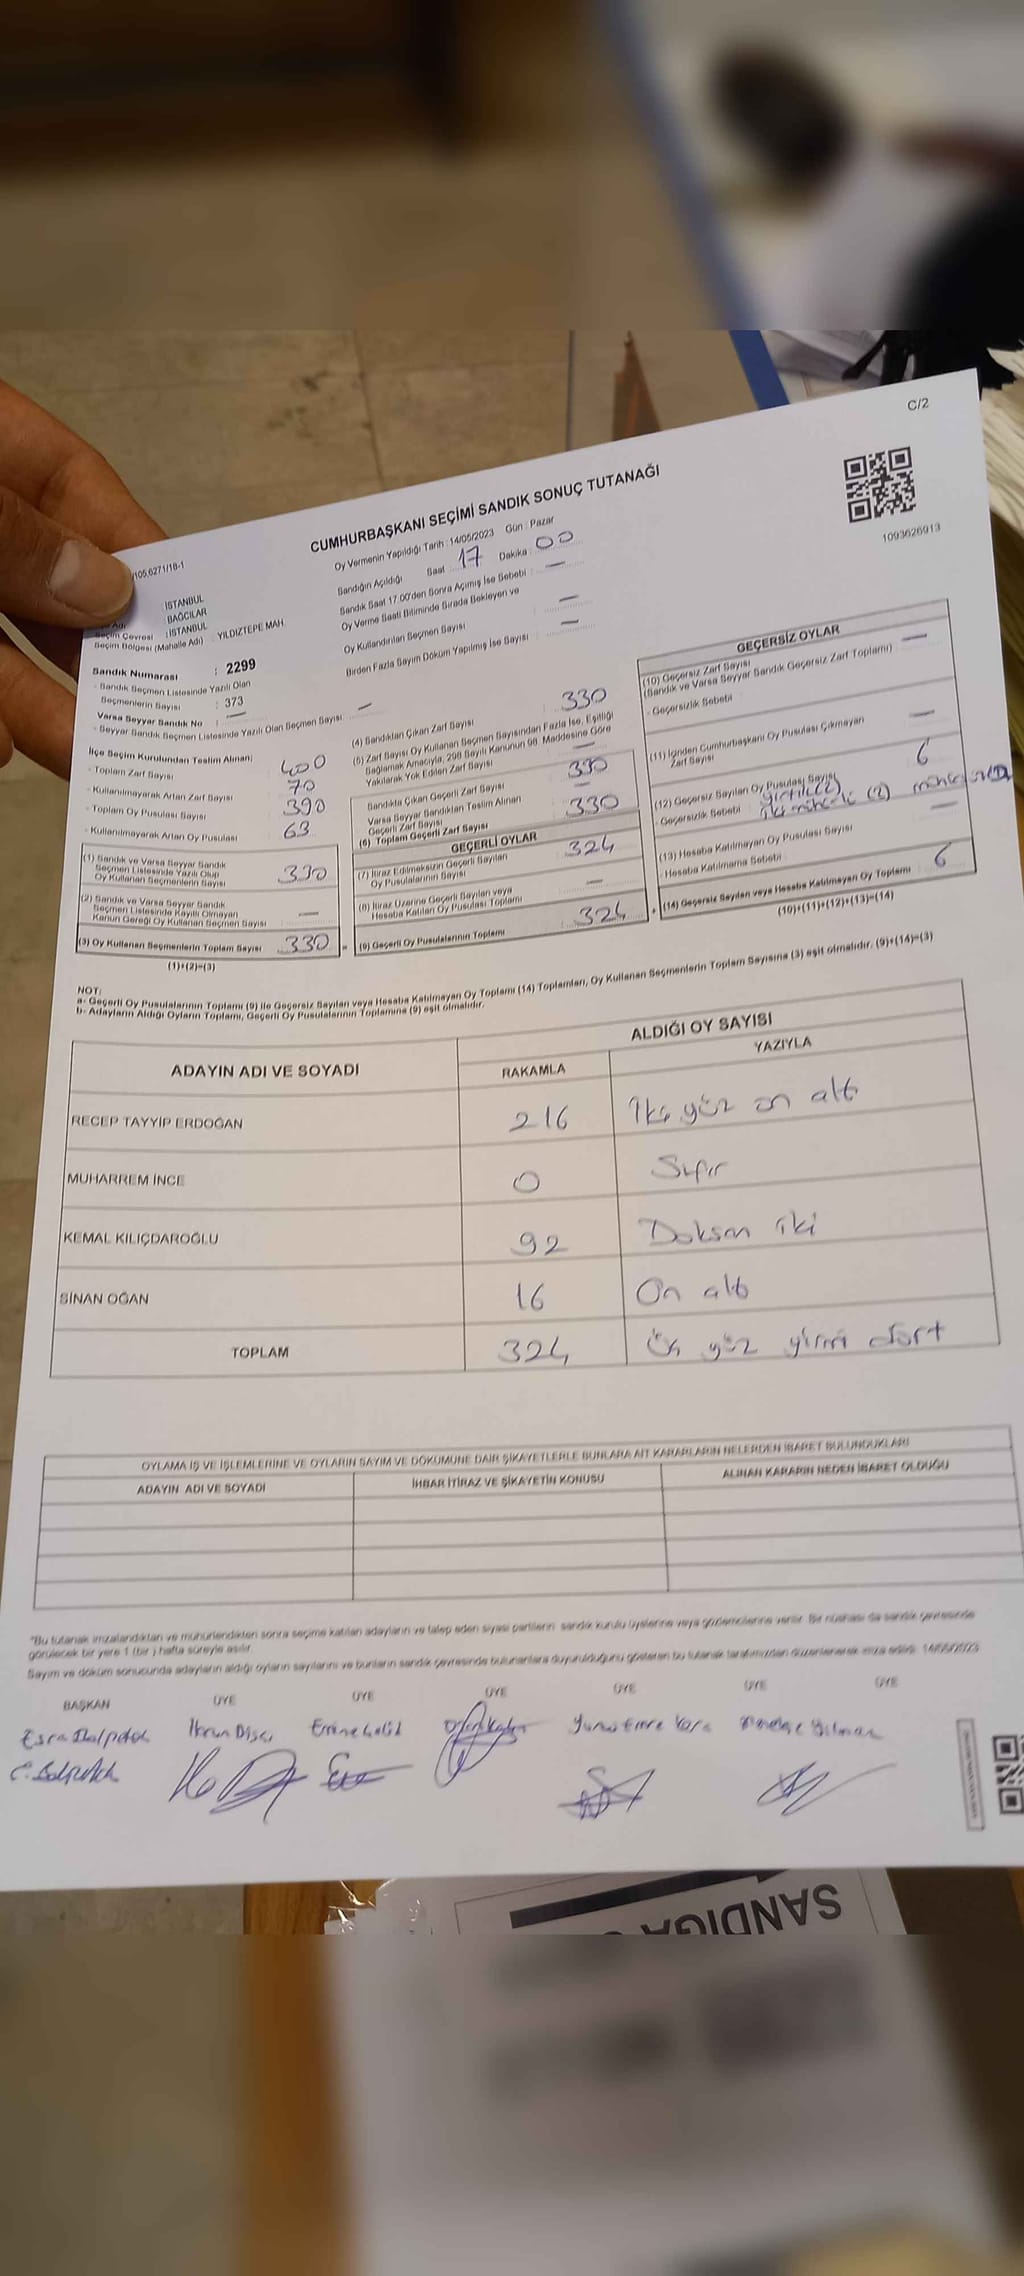 C/2
CUMHURBAŞKANI SEÇİMİ SANDIK SONUÇ TUTANAĞI
1093626913
/105.6271/18-1
Oy Vermenin Yapıldığı Tarih : 14/05/2023 Gün : Pazar
Sandığın Açıldığı Saat : 17 Dakika : 00
Sandık Saat 17:00'den Sonra Açımış İse Sebebi : —
Oy Verme Saati Bitiminde Sırada Bekleyen ve
Oy Kullandırılan Seçmen Sayısı : —
Birden Fazla Sayım Döküm Yapılmış İse Sayısı : —
İSTANBUL
BAĞCILAR
Seçim Çevresi : İSTANBUL
Seçim Bölgesi (Mahalle Adı) : YILDIZTEPE MAH
Sandık Numarası : 2299
- Sandık Seçmen Listesinde Yazılı Olan
Seçmenlerin Sayısı : 373
Varsa Seyyar Sandık No : —
- Seyyar Sandık Seçmen Listesinde Yazılı Olan Seçmen Sayısı : —
İlçe Seçim Kurulundan Teslim Alınan;
- Toplam Zarf Sayısı : 400
- Kullanılmayarak Artan Zarf Sayısı : 70
- Toplam Oy Pusulası Sayısı : 390
- Kullanılmayarak Artan Oy Pusulası : 63
(1) Sandık ve Varsa Seyyar Sandık
Seçmen Listesinde Yazılı Olup
Oy Kullanan Seçmenlerin Sayısı : 330
(2) Sandık ve Varsa Seyyar Sandık
Seçmen Listesinde Kayıtlı Olmayan
Kanun Gereği Oy Kullanan Seçmen Sayısı : —
(3) Oy Kullanan Seçmenlerin Toplam Sayısı : 330
(1)+(2)=(3)
(4) Sandıktan Çıkan Zarf Sayısı : 330
(5) Zarf Sayısı Oy Kullanan Seçmen Sayısından Fazla İse, Eşitliği
Sağlamak Amacıyla, 298 Sayılı Kanunun 98. Maddesine Göre
Yakılarak Yok Edilen Zarf Sayısı : —
Sandıkta Çıkan Geçerli Zarf Sayısı : 330
Varsa Seyyar Sandıktan Teslim Alınan
Geçerli Zarf Sayısı : —
(6) Toplam Geçerli Zarf Sayısı : 330
GEÇERLİ OYLAR
(7) İtiraz Edilmeksizin Geçerli Sayılan
Oy Pusulalarının Sayısı : 324
(8) İtiraz Üzerine Geçerli Sayılan veya
Hesaba Katılan Oy Pusulası Toplamı : —
(9) Geçerli Oy Pusulalarının Toplamı : 324
GEÇERSİZ OYLAR
(10) Geçersiz Zarf Sayısı
(Sandık ve Varsa Seyyar Sandık Geçersiz Zarf Toplamı) : —
- Geçersizlik Sebebi :
(11) İçinden Cumhurbaşkanı Oy Pusulası Çıkmayan
Zarf Sayısı : —
(12) Geçersiz Sayılan Oy Pusulası Sayısı : 6
- Geçersizlik Sebebi : yırtık (2) iki mühürlü (2)
(13) Hesaba Katılmayan Oy Pusulası Sayısı : —
- Hesaba Katılmama Sebebi :
(14) Geçersiz Sayılan veya Hesaba Katılmayan Oy Toplamı : 6
(10)+(11)+(12)+(13)=(14)
NOT:
a- Geçerli Oy Pusulalarının Toplamı (9) ile Geçersiz Sayılan veya Hesaba Katılmayan Oy Toplamı (14) Toplamları, Oy Kullanan Seçmenlerin Toplam Sayısına (3) eşit olmalıdır. (9)+(14)=(3)
b- Adayların Aldığı Oyların Toplamı, Geçerli Oy Pusulalarının Toplamına (9) eşit olmalıdır.
ADAYIN ADI VE SOYADI
ALDIĞI OY SAYISI
RAKAMLA YAZIYLA
RECEP TAYYİP ERDOĞAN 216 İki yüz on altı
MUHARREM İNCE 0 Sıfır
KEMAL KILIÇDAROĞLU 92 Doksan iki
SİNAN OĞAN 16 On altı
TOPLAM 324 Üç yüz yirmi dört
OYLAMA İŞ VE İŞLEMLERİNE VE OYLARIN SAYIM VE DÖKÜMÜNE DAİR ŞİKAYETLERLE BUNLARA AİT KARARLARIN NELERDEN İBARET BULUNDUKLARI
ADAYIN ADI VE SOYADI İHBAR İTİRAZ VE ŞİKAYETİN KONUSU ALINAN KARARIN NEDEN İBARET OLDUĞU
*Bu tutanak imzalandıktan ve mühürlendikten sonra seçime katılan adayların ve talep eden siyasi partilerin sandık kurulu üyelerine veya gözlemcilerine verilir. Bir nüshası da sandık çevresinde
görülecek bir yere 1 (bir ) hafta süreyle asılır.
Sayım ve döküm sonucunda adayların aldığı oyların sayılarını ve bunların sandık çevresinde bulunanlara duyurulduğunu gösteren bu tutanak tarafımızdan düzenlenerek imza edildi. 14/05/2023
BAŞKAN ÜYE ÜYE ÜYE ÜYE ÜYE ÜYE
Esra
Yunus Emre Kara
Yılmaz
SANDIĞA